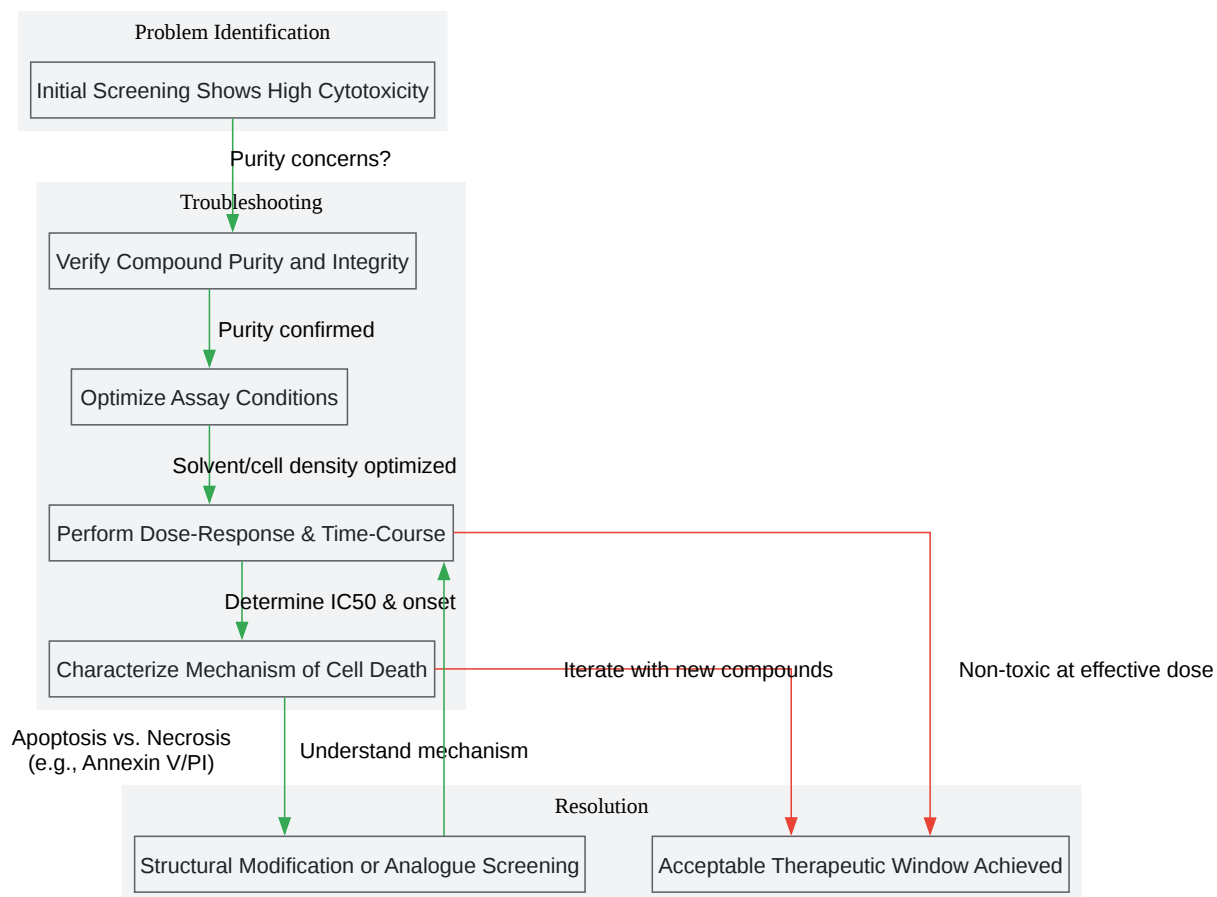 Problem Identification
Initial Screening Shows High Cytotoxicity
Purity concerns?
Troubleshooting
Verify Compound Purity and Integrity
Purity confirmed
Optimize Assay Conditions
Solvent/cell density optimized
Perform Dose-Response & Time-Course
Determine IC50 & onset
Characterize Mechanism of Cell Death
Iterate with new compounds
Non-toxic at effective dose
Apoptosis vs. Necrosis
(e.g., Annexin V/PI)
Understand mechanism
Resolution
Structural Modification or Analogue Screening
Acceptable Therapeutic Window Achieved